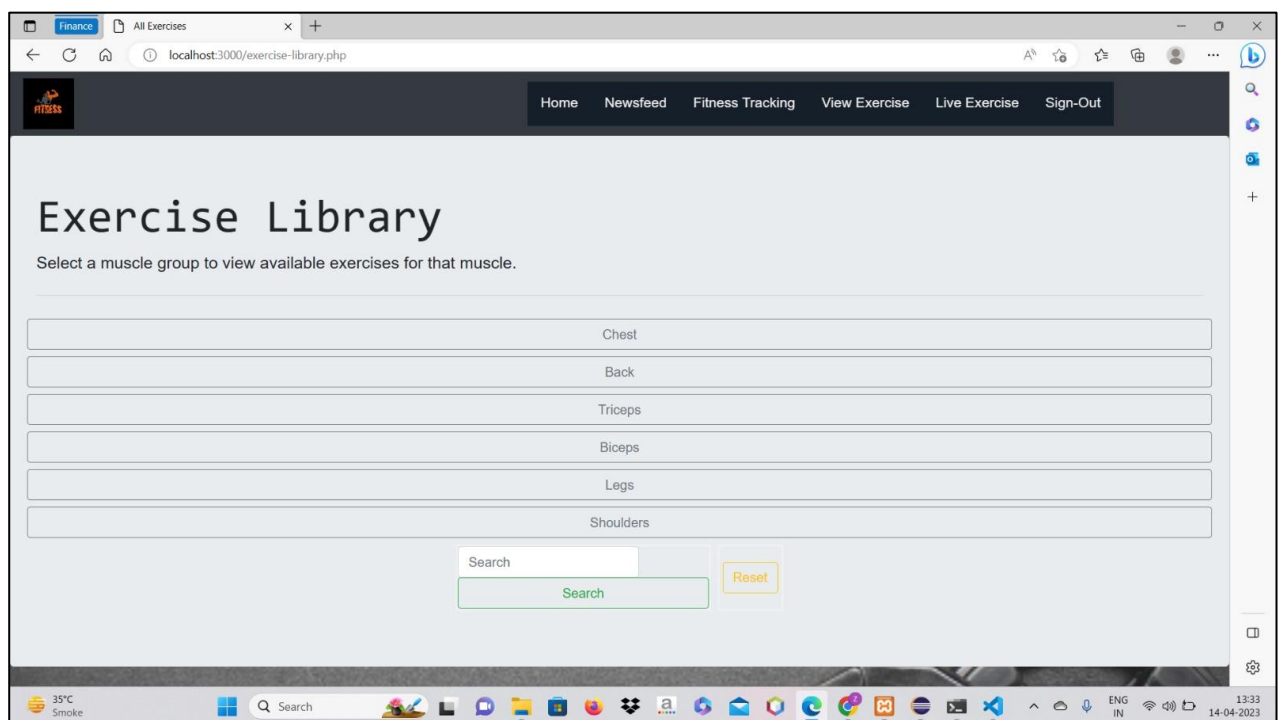 Finance All Exercises
localhost:3000/exercise-library.php
FITNESS
Home Newsfeed Fitness Tracking View Exercise Live Exercise Sign-Out
Exercise Library
Select a muscle group to view available exercises for that muscle.
Chest
Back
Triceps
Biceps
Legs
Shoulders
Search
Search
Reset
35°C
Smoke
Search
ENG
IN
13:33
14-04-2023